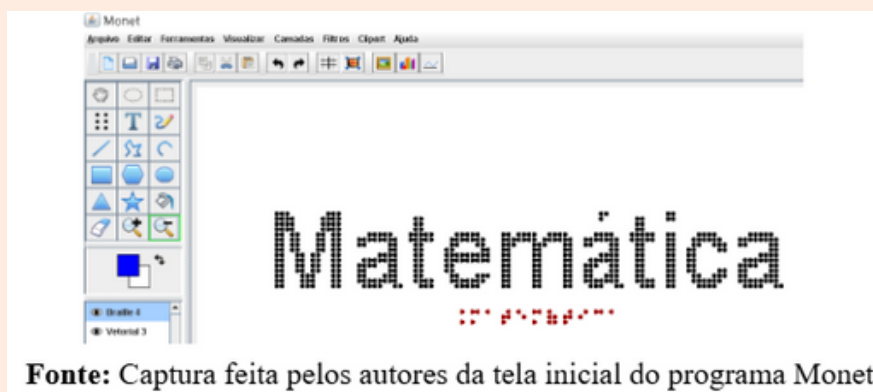 Monet
Arquivo Editar Ferramentas Visualizar Camadas Filtros Clipart Ajuda
T
Matemática
Braille 4
Vetorial 3
Fonte: Captura feita pelos autores da tela inicial do programa Monet